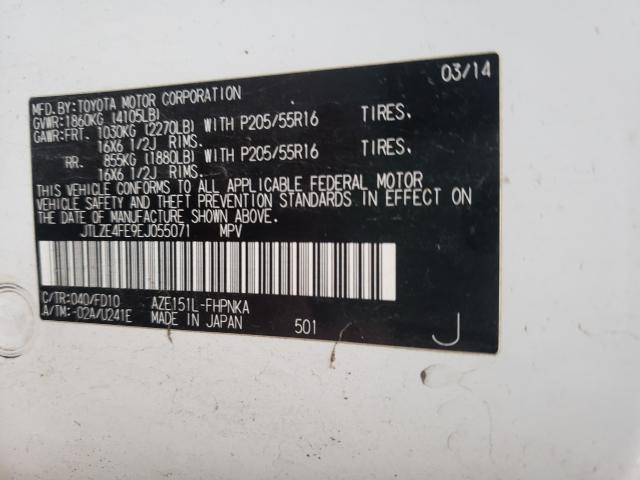 03/14
MFD.BY:TOYOTA MOTOR CORPORATION
GVWR:1860KG (4105LB)
GAWR:FRT. 1030KG (2270LB) WITH P205/55R16 TIRES.
16X6 1/2J RIMS.
RR. 855KG (1880LB) WITH P205/55R16 TIRES.
16X6 1/2J RIMS.
THIS VEHICLE CONFORMS TO ALL APPLICABLE FEDERAL MOTOR
VEHICLE SAFETY AND THEFT PREVENTION STANDARDS IN EFFECT ON
THE DATE OF MANUFACTURE SHOWN ABOVE.
JTLZE4FE9EJ055071 MPV
C/TR:040/FD10 AZE151L-FHPNKA
A/TM:-02A/U241E MADE IN JAPAN 501 J